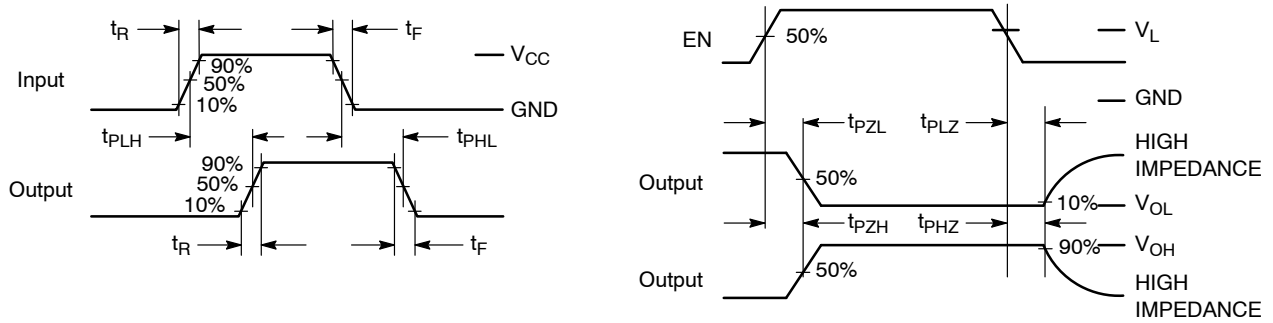 tR
tF
VCC
Input
90%
50%
10%
GND
tPLH
tPHL
Output
90%
50%
10%
tR
tF
EN
50%
VL
GND
tPZL
tPLZ
HIGH
IMPEDANCE
Output
50%
10%
VOL
tPZH
tPHZ
90%
VOH
Output
50%
HIGH
IMPEDANCE